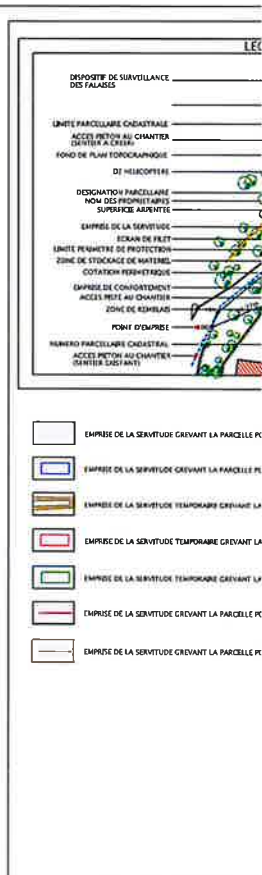 LÉG
DISPOSITIF DE SURVEILLANCE
DES FALAISES
LIMITE PARCELLAIRE CADASTRALE
ACCES PIETON AU CHANTIER
(SENTIER A CREER)
FOND DE PLAN TOPOGRAPHIQUE
DZ HELICOPTERE
DESIGNATION PARCELLAIRE
NOM DES PROPRIETAIRES
SUPERFICIE ARPENTEE
EMPRISE DE LA SERVITUDE
ECRAN DE FILET
LIMITE PERIMETRE DE PROTECTION
ZONE DE STOCKAGE DE MATERIEL
COTATION PERIMETRIQUE
EMPRISE DE CONFORTEMENT
ACCES PISTE AU CHANTIER
ZONE DE REMBLAIS
POINT D'EMPRISE
NUMERO PARCELLAIRE CADASTRAL
ACCES PIETON AU CHANTIER
(SENTIER EXISTANT)
EMPRISE DE LA SERVITUDE GREVANT LA PARCELLE PO
EMPRISE DE LA SERVITUDE GREVANT LA PARCELLE PO
EMPRISE DE LA SERVITUDE TEMPORAIRE GREVANT LA
EMPRISE DE LA SERVITUDE TEMPORAIRE GREVANT LA
EMPRISE DE LA SERVITUDE TEMPORAIRE GREVANT LA
EMPRISE DE LA SERVITUDE GREVANT LA PARCELLE PO
EMPRISE DE LA SERVITUDE GREVANT LA PARCELLE PO